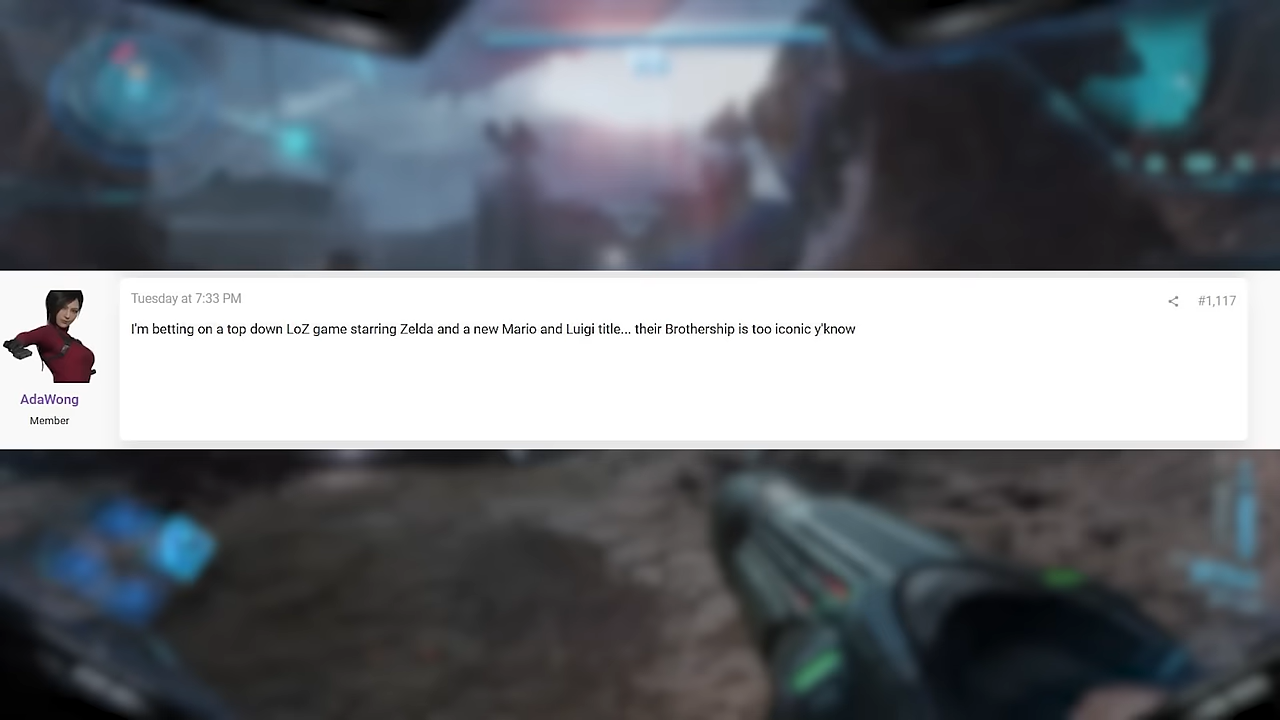 Tuesday at 7:33 PM
#1,117
I'm betting on a top down LoZ game starring Zelda and a new Mario and Luigi title... their Brothership is too iconic y'know
AdaWong
Member